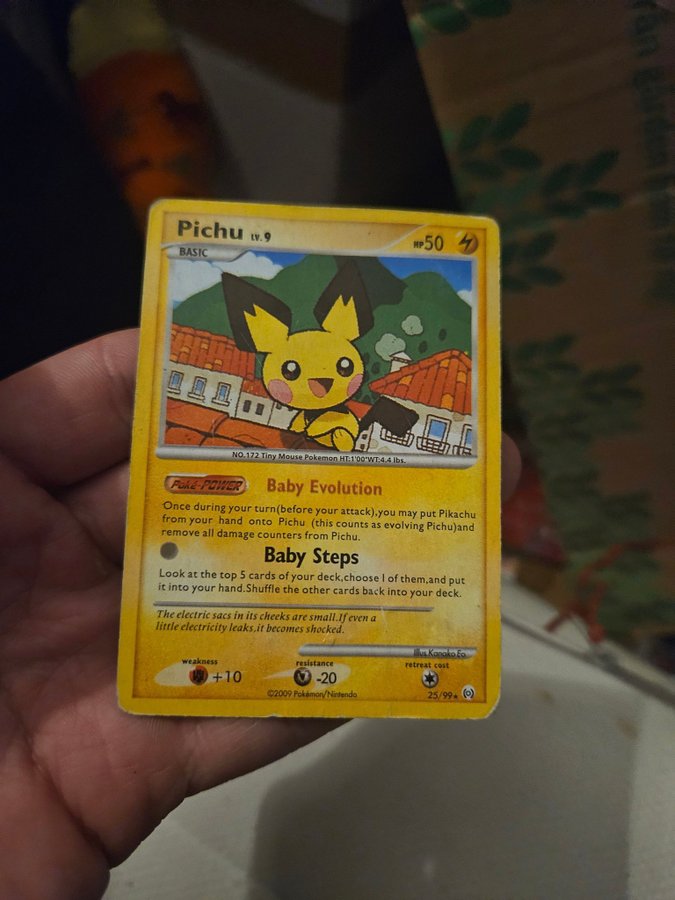 Pichu LV.9 HP50
BASIC
NO.172 Tiny Mouse Pokemon HT:1'00"WT:4.4 lbs.
Poké-POWER Baby Evolution
Once during your turn(before your attack),you may put Pikachu
from your hand onto Pichu (this counts as evolving Pichu)and
remove all damage counters from Pichu.
Baby Steps
Look at the top 5 cards of your deck,choose 1 of them,and put
it into your hand.Shuffle the other cards back into your deck.
The electric sacs in its cheeks are small.If even a
little electricity leaks,it becomes shocked.
Illus.Kanako Eo
weakness resistance retreat cost
+10 -20
©2009 Pokémon/Nintendo 25/99★